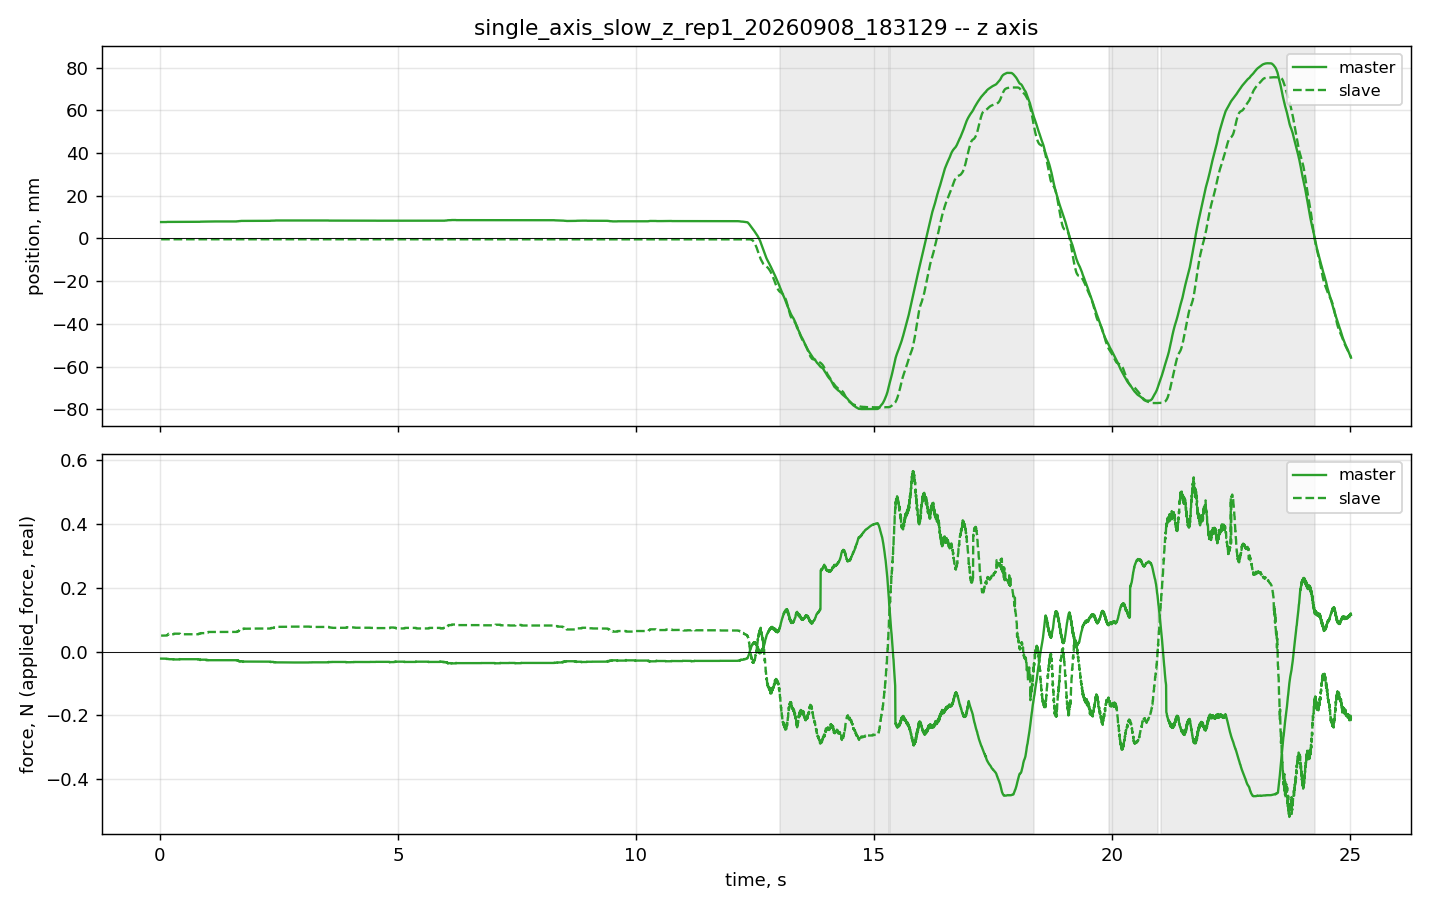 single_axis_slow_z_rep1_20260908_183129 -- z axis
position, mm
80
60
40
20
0
−20
−40
−60
−80
master
slave
force, N (applied_force, real)
0.6
0.4
0.2
0.0
−0.2
−0.4
master
slave
0 5 10 15 20 25
time, s